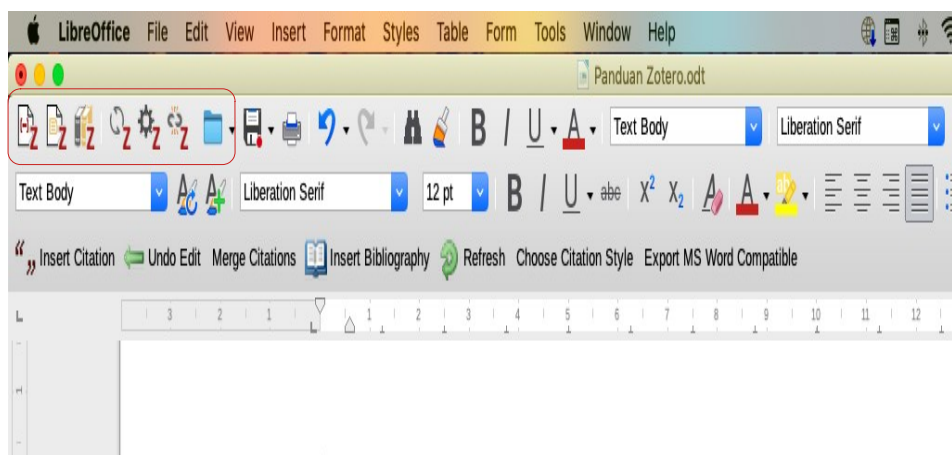 LibreOffice File Edit View Insert Format Styles Table Form Tools Window Help
Panduan Zotero.odt
Z Z Z Z Z Z B I U A Text Body Liberation Serif
Text Body Liberation Serif 12 pt B I U abc X² X₂ A A ab
“ „ Insert Citation Undo Edit Merge Citations Insert Bibliography Refresh Choose Citation Style Export MS Word Compatible
3 2 1 1 2 3 4 5 6 7 8 9 10 11 12
1